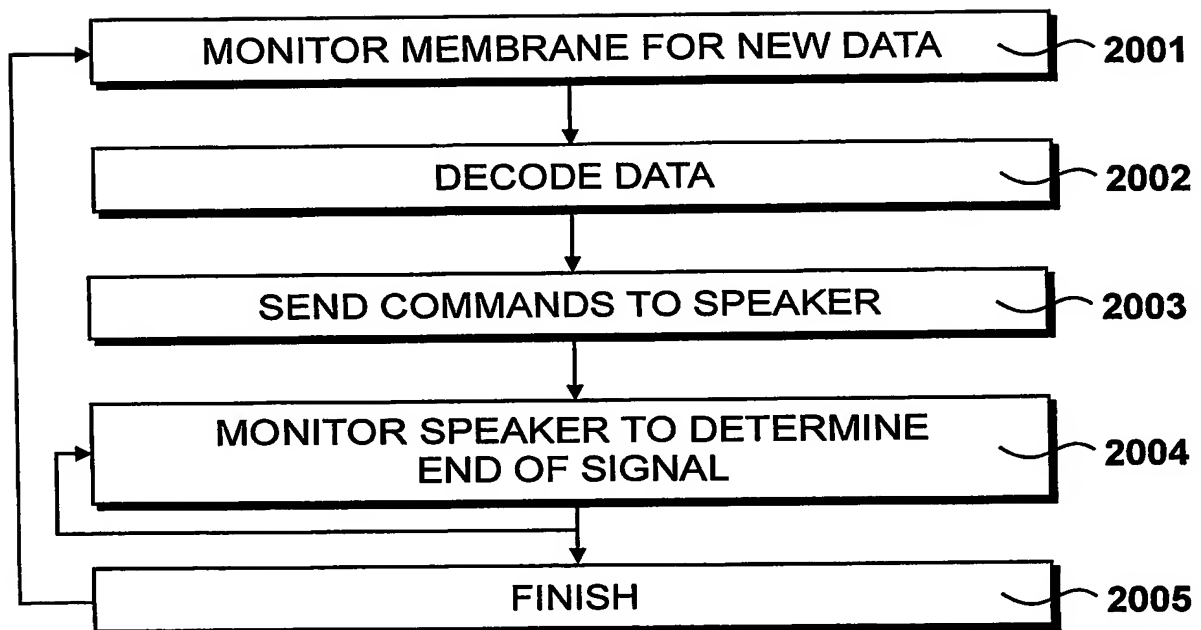 MONITOR MEMBRANE FOR NEW DATA 2001
DECODE DATA 2002
SEND COMMANDS TO SPEAKER 2003
MONITOR SPEAKER TO DETERMINE
END OF SIGNAL 2004
FINISH 2005